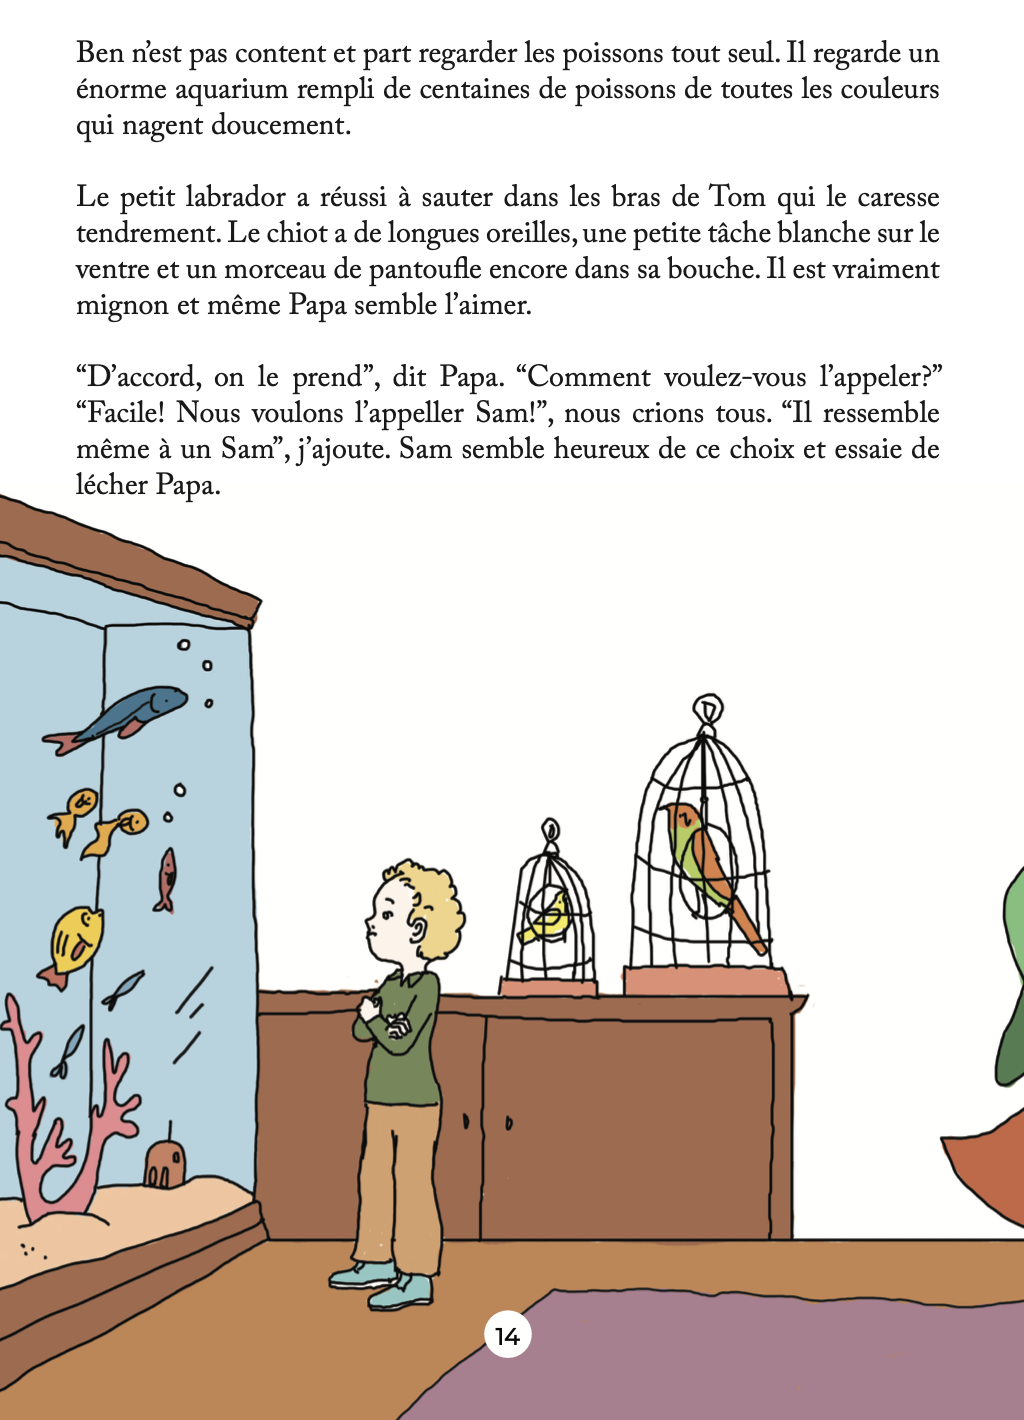 Ben n’est pas content et part regarder les poissons tout seul. Il regarde un
énorme aquarium rempli de centaines de poissons de toutes les couleurs
qui nagent doucement.
Le petit labrador a réussi à sauter dans les bras de Tom qui le caresse
tendrement. Le chiot a de longues oreilles, une petite tâche blanche sur le
ventre et un morceau de pantoufle encore dans sa bouche. Il est vraiment
mignon et même Papa semble l’aimer.
“D’accord, on le prend”, dit Papa. “Comment voulez-vous l’appeler?”
“Facile! Nous voulons l’appeller Sam!”, nous crions tous. “Il ressemble
même à un Sam”, j’ajoute. Sam semble heureux de ce choix et essaie de
lécher Papa.
14